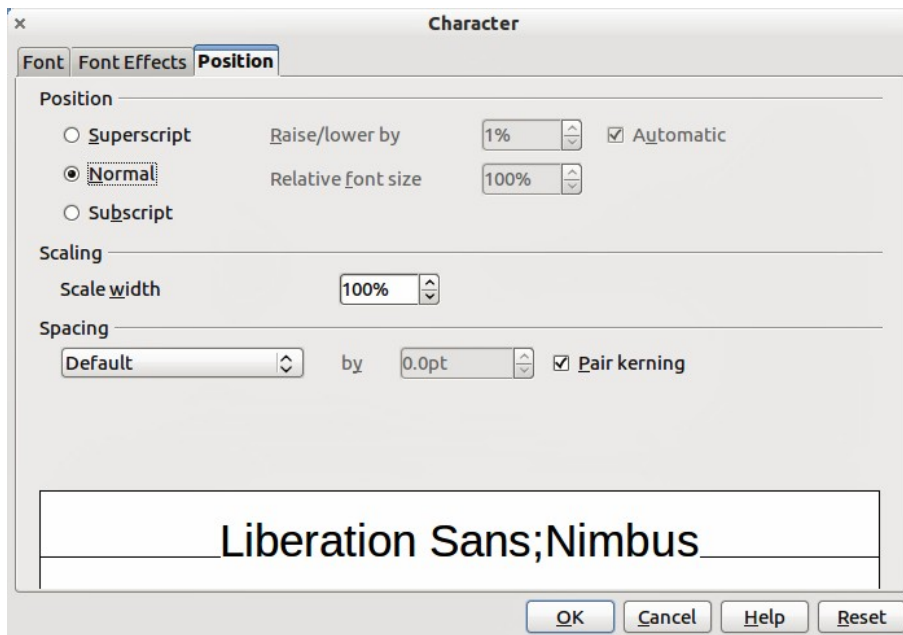 Character
Font Font Effects Position
Position
Superscript Raise/lower by 1% Automatic
Normal Relative font size 100%
Subscript
Scaling
Scale width 100%
Spacing
Default by 0.0pt Pair kerning
Liberation Sans;Nimbus
OK Cancel Help Reset